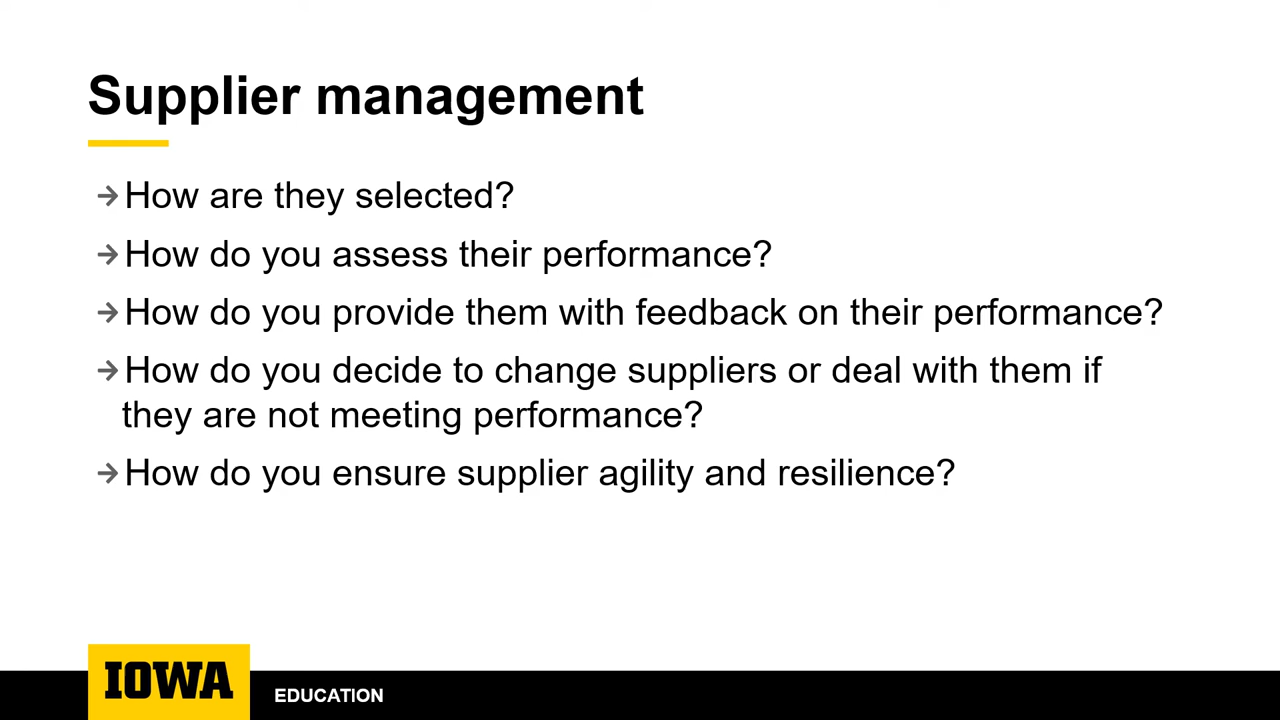 Supplier management
→How are they selected?
→How do you assess their performance?
→How do you provide them with feedback on their performance?
→How do you decide to change suppliers or deal with them if
they are not meeting performance?
→How do you ensure supplier agility and resilience?
IOWA
EDUCATION